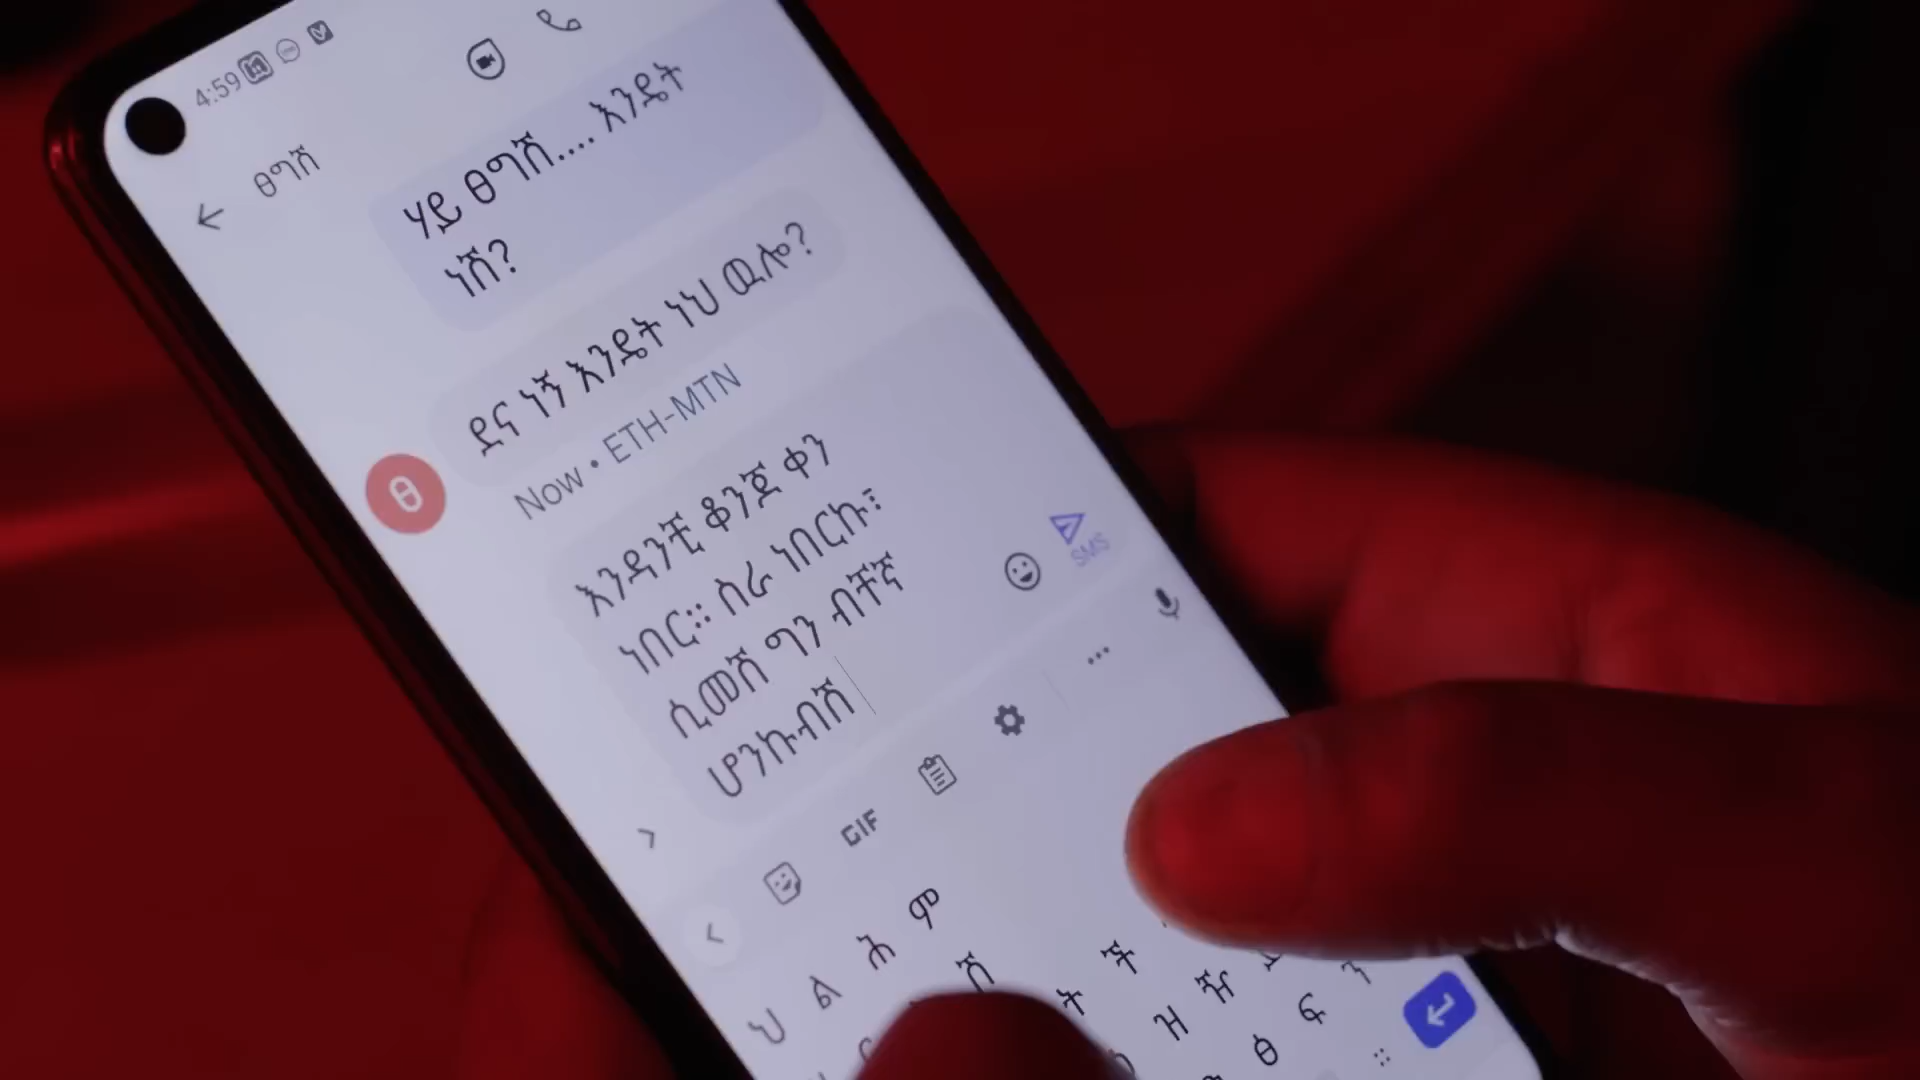 4:59
ፀግሽ
ሃይ ፀግሽ.... እንዴት
ነሽ?
ደና ነኝ እንዴት ነህ ዉሎ?
Now • ETH-MTN
ፀ
እንዳንቺ ቆንጆ ቀን
ነበር። ስራ ነበርኩ፤
ሲመሽ ግን ብቸኛ
ሆንኩብሽ
SMS
GIF
ህ ል ሕ ም
ሽ ት ች
ዝ ዥ
ፅ ፍ ን
።